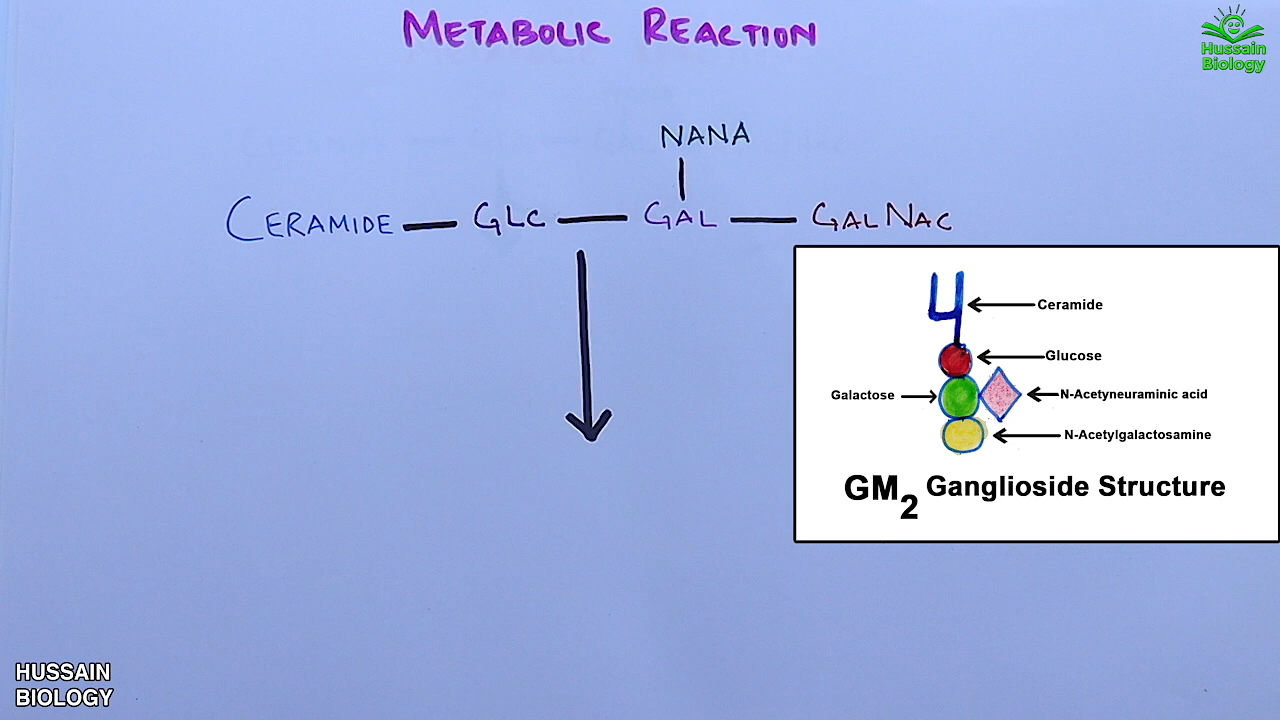 METABOLIC REACTION
Hussain
Biology
NANA
CERAMIDE GLC GAL GALNAC
Ceramide
Glucose
Galactose
N-Acetyneuraminic acid
N-Acetylgalactosamine
GM2 Ganglioside Structure
HUSSAIN
BIOLOGY